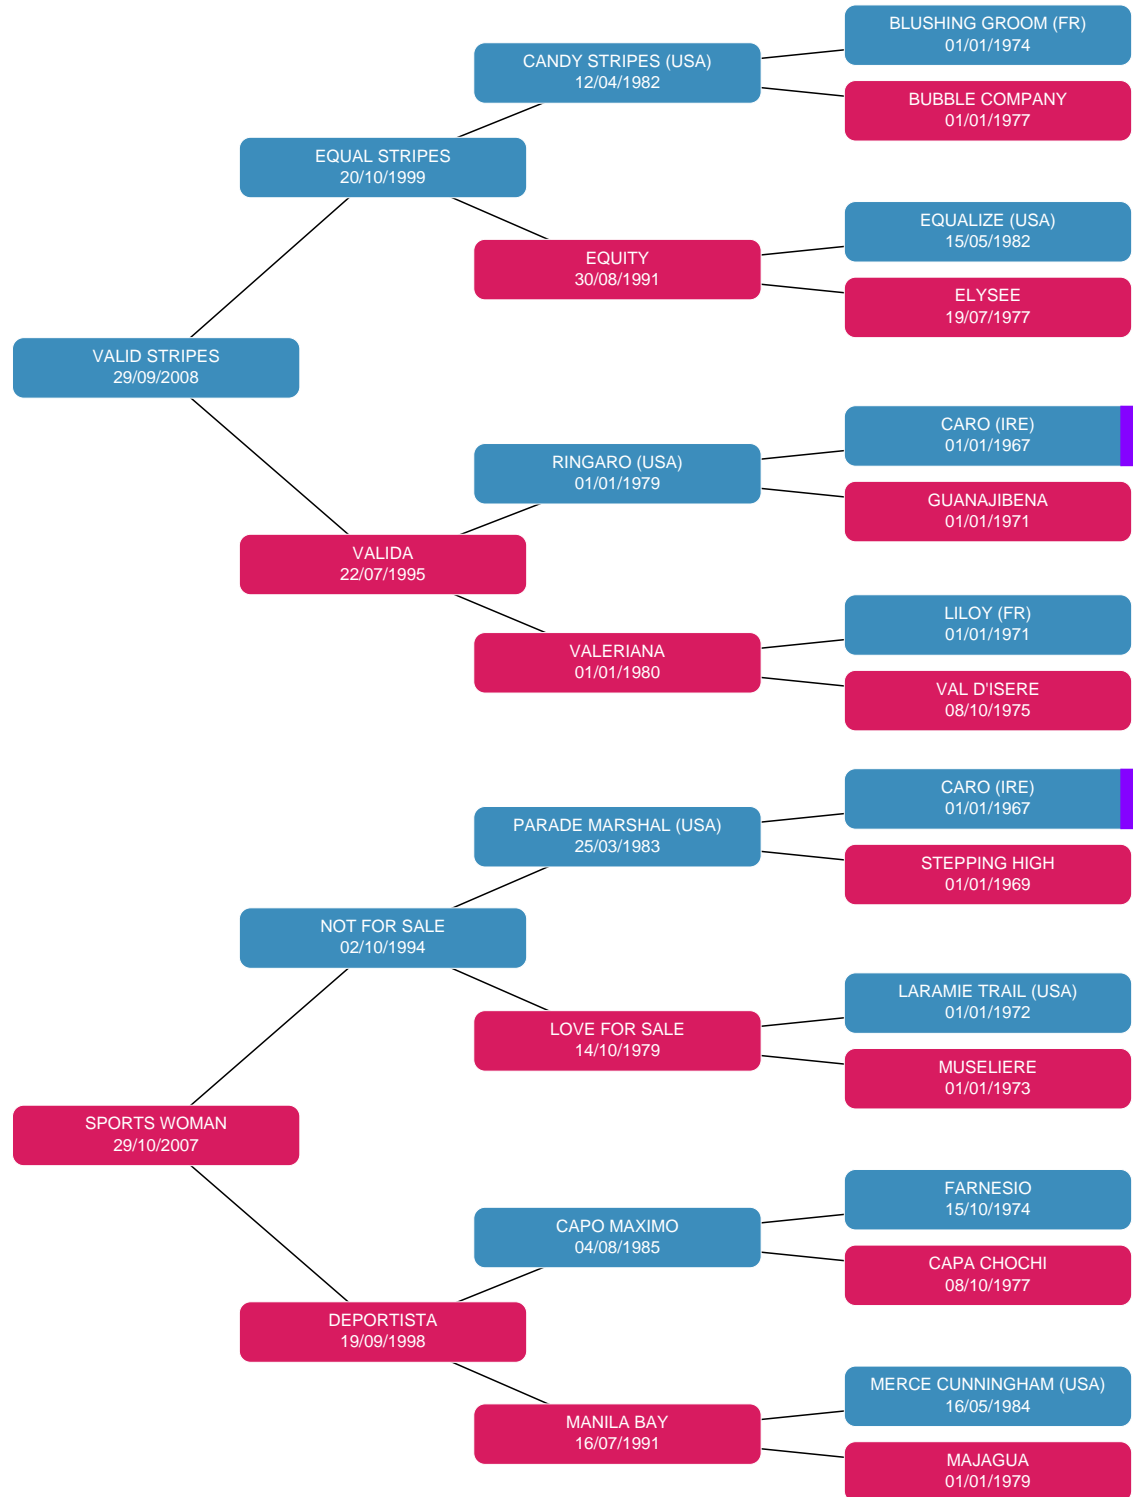 BLUSHING GROOM (FR)
01/01/1974
CANDY STRIPES (USA)
12/04/1982
BUBBLE COMPANY
01/01/1977
EQUAL STRIPES
20/10/1999
EQUALIZE (USA)
15/05/1982
EQUITY
30/08/1991
ELYSEE
19/07/1977
VALID STRIPES
29/09/2008
CARO (IRE)
01/01/1967
RINGARO (USA)
01/01/1979
GUANAJIBENA
01/01/1971
VALIDA
22/07/1995
LILOY (FR)
01/01/1971
VALERIANA
01/01/1980
VAL D'ISERE
08/10/1975
CARO (IRE)
01/01/1967
PARADE MARSHAL (USA)
25/03/1983
STEPPING HIGH
01/01/1969
NOT FOR SALE
02/10/1994
LARAMIE TRAIL (USA)
01/01/1972
LOVE FOR SALE
14/10/1979
MUSELIERE
01/01/1973
SPORTS WOMAN
29/10/2007
FARNESIO
15/10/1974
CAPO MAXIMO
04/08/1985
CAPA CHOCHI
08/10/1977
DEPORTISTA
19/09/1998
MERCE CUNNINGHAM (USA)
16/05/1984
MANILA BAY
16/07/1991
MAJAGUA
01/01/1979